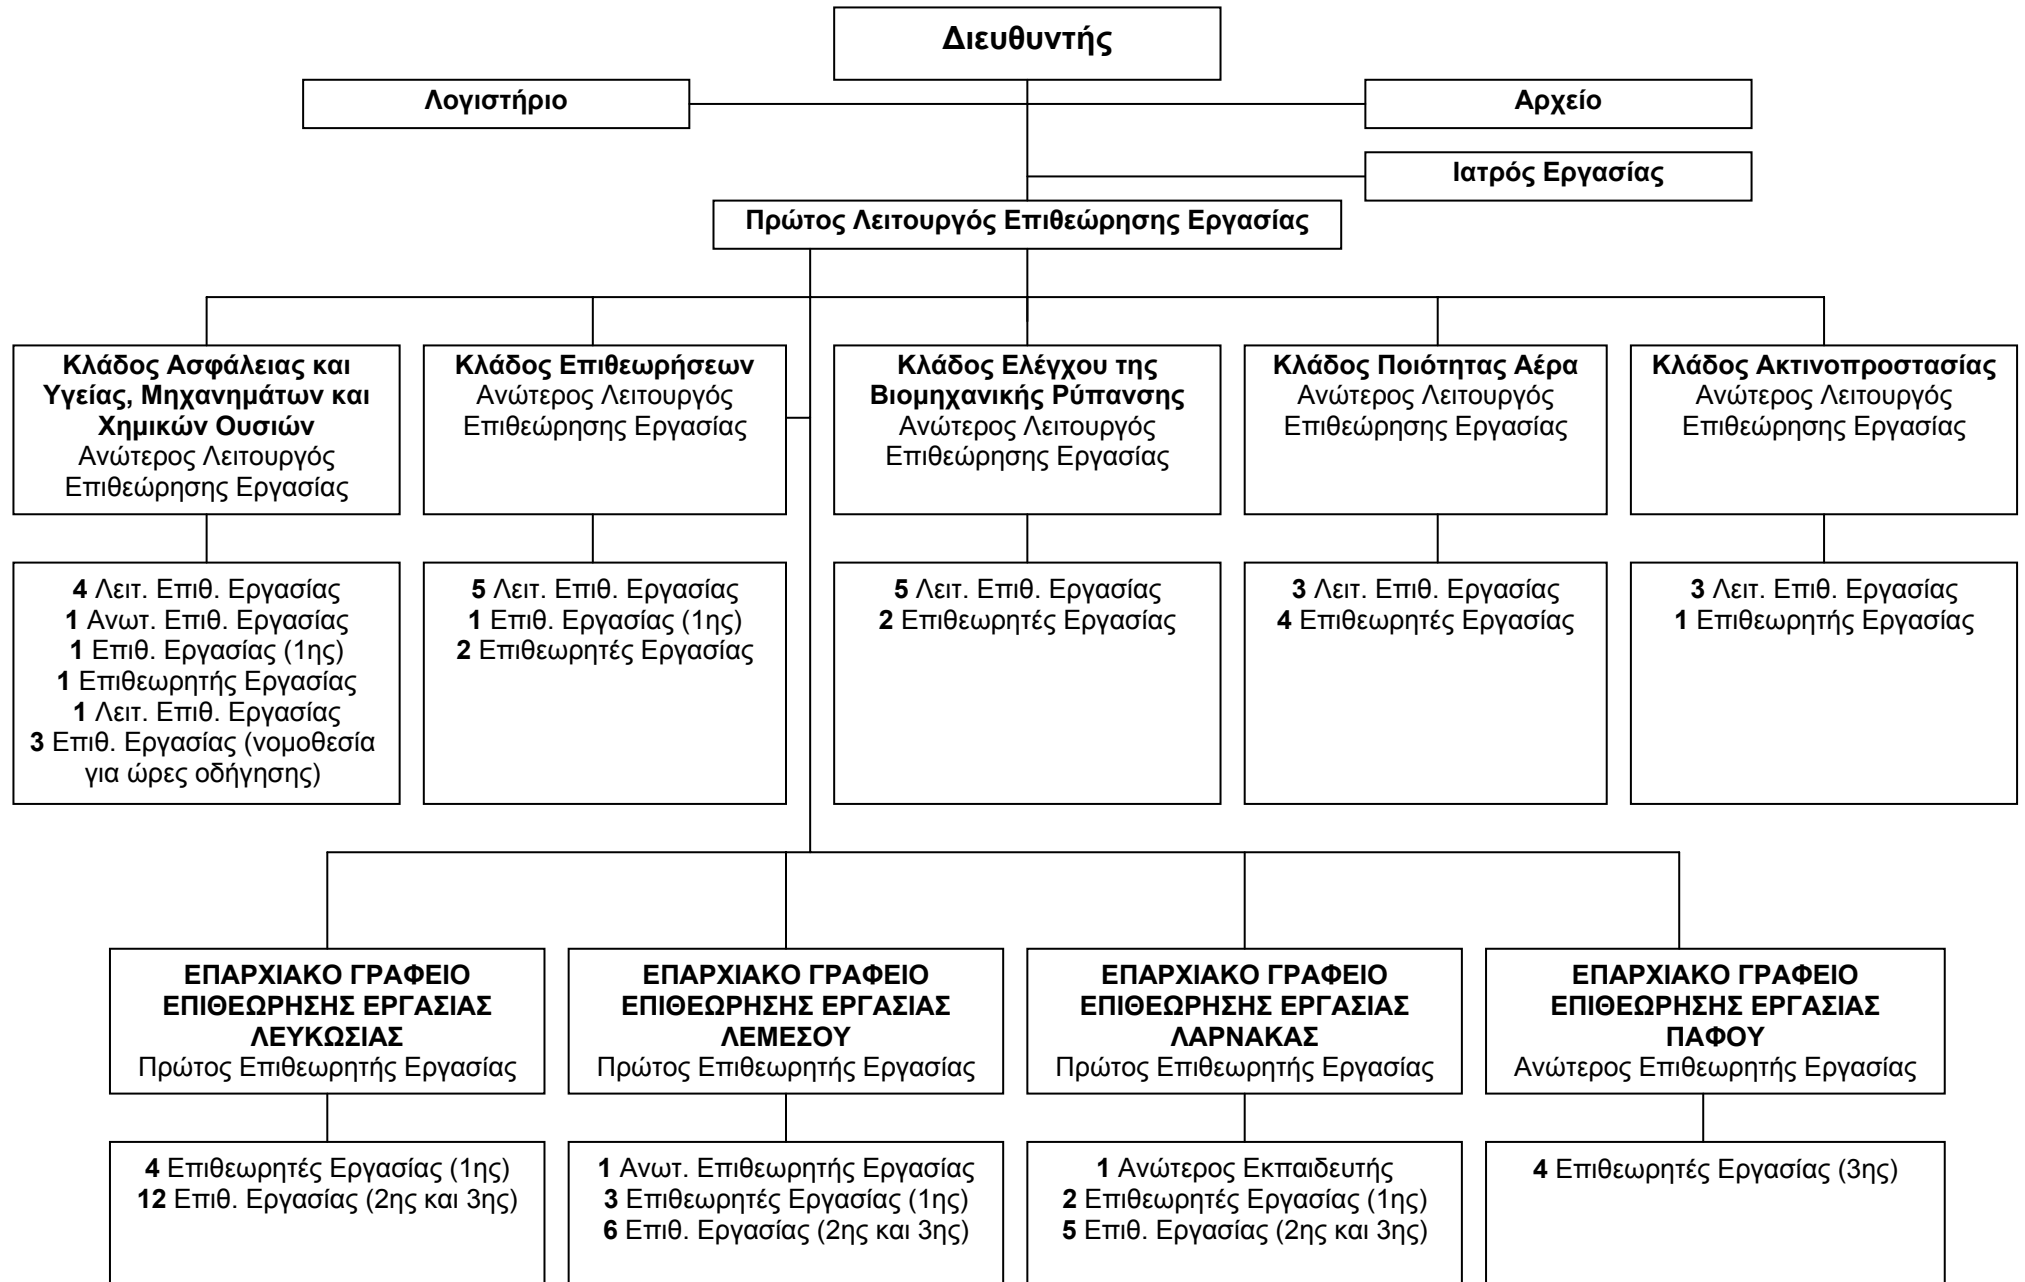 Διευθυντής
Λογιστήριο
Αρχείο
Ιατρός Εργασίας
Πρώτος Λειτουργός Επιθεώρησης Εργασίας
Κλάδος Ασφάλειας και
Υγείας, Μηχανημάτων και
Χημικών Ουσιών
Ανώτερος Λειτουργός
Επιθεώρησης Εργασίας
Κλάδος Επιθεωρήσεων
Ανώτερος Λειτουργός
Επιθεώρησης Εργασίας
Κλάδος Ελέγχου της
Βιομηχανικής Ρύπανσης
Ανώτερος Λειτουργός
Επιθεώρησης Εργασίας
Κλάδος Ποιότητας Αέρα
Ανώτερος Λειτουργός
Επιθεώρησης Εργασίας
Κλάδος Ακτινοπροστασίας
Ανώτερος Λειτουργός
Επιθεώρησης Εργασίας
4 Λειτ. Επιθ. Εργασίας
1 Ανωτ. Επιθ. Εργασίας
1 Επιθ. Εργασίας (1ης)
1 Επιθεωρητής Εργασίας
1 Λειτ. Επιθ. Εργασίας
3 Επιθ. Εργασίας (νομοθεσία
για ώρες οδήγησης)
5 Λειτ. Επιθ. Εργασίας
1 Επιθ. Εργασίας (1ης)
2 Επιθεωρητές Εργασίας
5 Λειτ. Επιθ. Εργασίας
2 Επιθεωρητές Εργασίας
3 Λειτ. Επιθ. Εργασίας
4 Επιθεωρητές Εργασίας
3 Λειτ. Επιθ. Εργασίας
1 Επιθεωρητής Εργασίας
ΕΠΑΡΧΙΑΚΟ ΓΡΑΦΕΙΟ
ΕΠΙΘΕΩΡΗΣΗΣ ΕΡΓΑΣΙΑΣ
ΛΕΥΚΩΣΙΑΣ
Πρώτος Επιθεωρητής Εργασίας
ΕΠΑΡΧΙΑΚΟ ΓΡΑΦΕΙΟ
ΕΠΙΘΕΩΡΗΣΗΣ ΕΡΓΑΣΙΑΣ
ΛΕΜΕΣΟΥ
Πρώτος Επιθεωρητής Εργασίας
ΕΠΑΡΧΙΑΚΟ ΓΡΑΦΕΙΟ
ΕΠΙΘΕΩΡΗΣΗΣ ΕΡΓΑΣΙΑΣ
ΛΑΡΝΑΚΑΣ
Πρώτος Επιθεωρητής Εργασίας
ΕΠΑΡΧΙΑΚΟ ΓΡΑΦΕΙΟ
ΕΠΙΘΕΩΡΗΣΗΣ ΕΡΓΑΣΙΑΣ
ΠΑΦΟΥ
Ανώτερος Επιθεωρητής Εργασίας
4 Επιθεωρητές Εργασίας (1ης)
12 Επιθ. Εργασίας (2ης και 3ης)
1 Ανωτ. Επιθεωρητής Εργασίας
3 Επιθεωρητές Εργασίας (1ης)
6 Επιθ. Εργασίας (2ης και 3ης)
1 Ανώτερος Εκπαιδευτής
2 Επιθεωρητές Εργασίας (1ης)
5 Επιθ. Εργασίας (2ης και 3ης)
4 Επιθεωρητές Εργασίας (3ης)